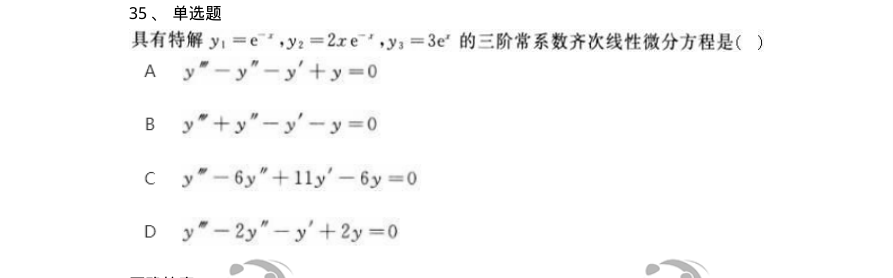 35、 单选题
具有特解 y₁=e⁻ˣ,y₂=2xe⁻ˣ,y₃=3eˣ 的三阶常系数齐次线性微分方程是( )
A y‴-y″-y′+y=0
B y‴+y″-y′-y=0
C y‴-6y″+11y′-6y=0
D y‴-2y″-y′+2y=0